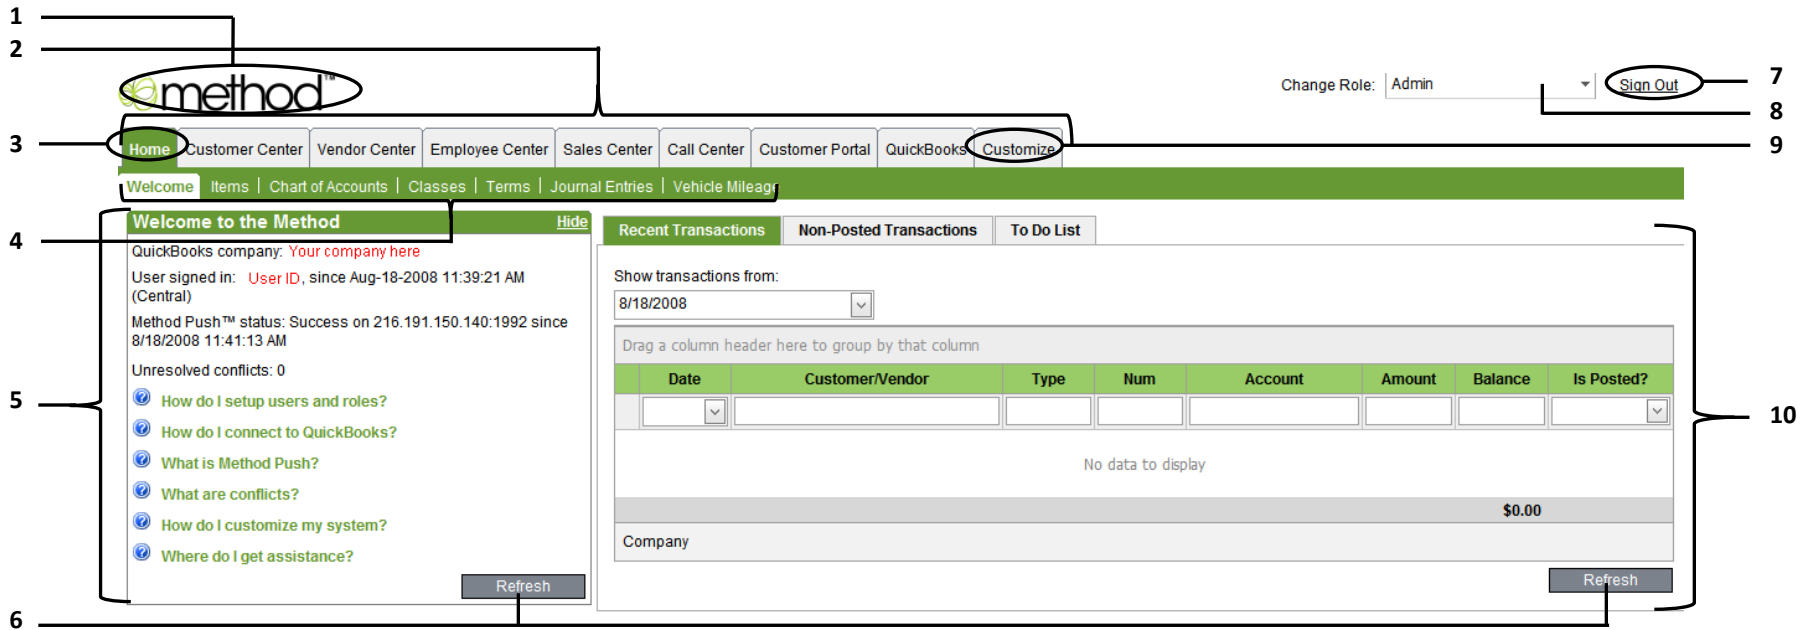 1
2
method™
Change Role: Admin
Sign Out
7
8
3
Home Customer Center Vendor Center Employee Center Sales Center Call Center Customer Portal QuickBooks Customize
9
Welcome Items | Chart of Accounts | Classes | Terms | Journal Entries | Vehicle Mileage
4
Welcome to the Method Hide
QuickBooks company: Your company here
User signed in: User ID, since Aug-18-2008 11:39:21 AM
(Central)
Method Push™ status: Success on 216.191.150.140:1992 since
8/18/2008 11:41:13 AM
Unresolved conflicts: 0
5
How do I setup users and roles?
How do I connect to QuickBooks?
What is Method Push?
What are conflicts?
How do I customize my system?
Where do I get assistance?
Refresh
6
Recent Transactions Non-Posted Transactions To Do List
Show transactions from:
8/18/2008
Drag a column header here to group by that column
Date Customer/Vendor Type Num Account Amount Balance Is Posted?
10
No data to display
$0.00
Company
Refresh